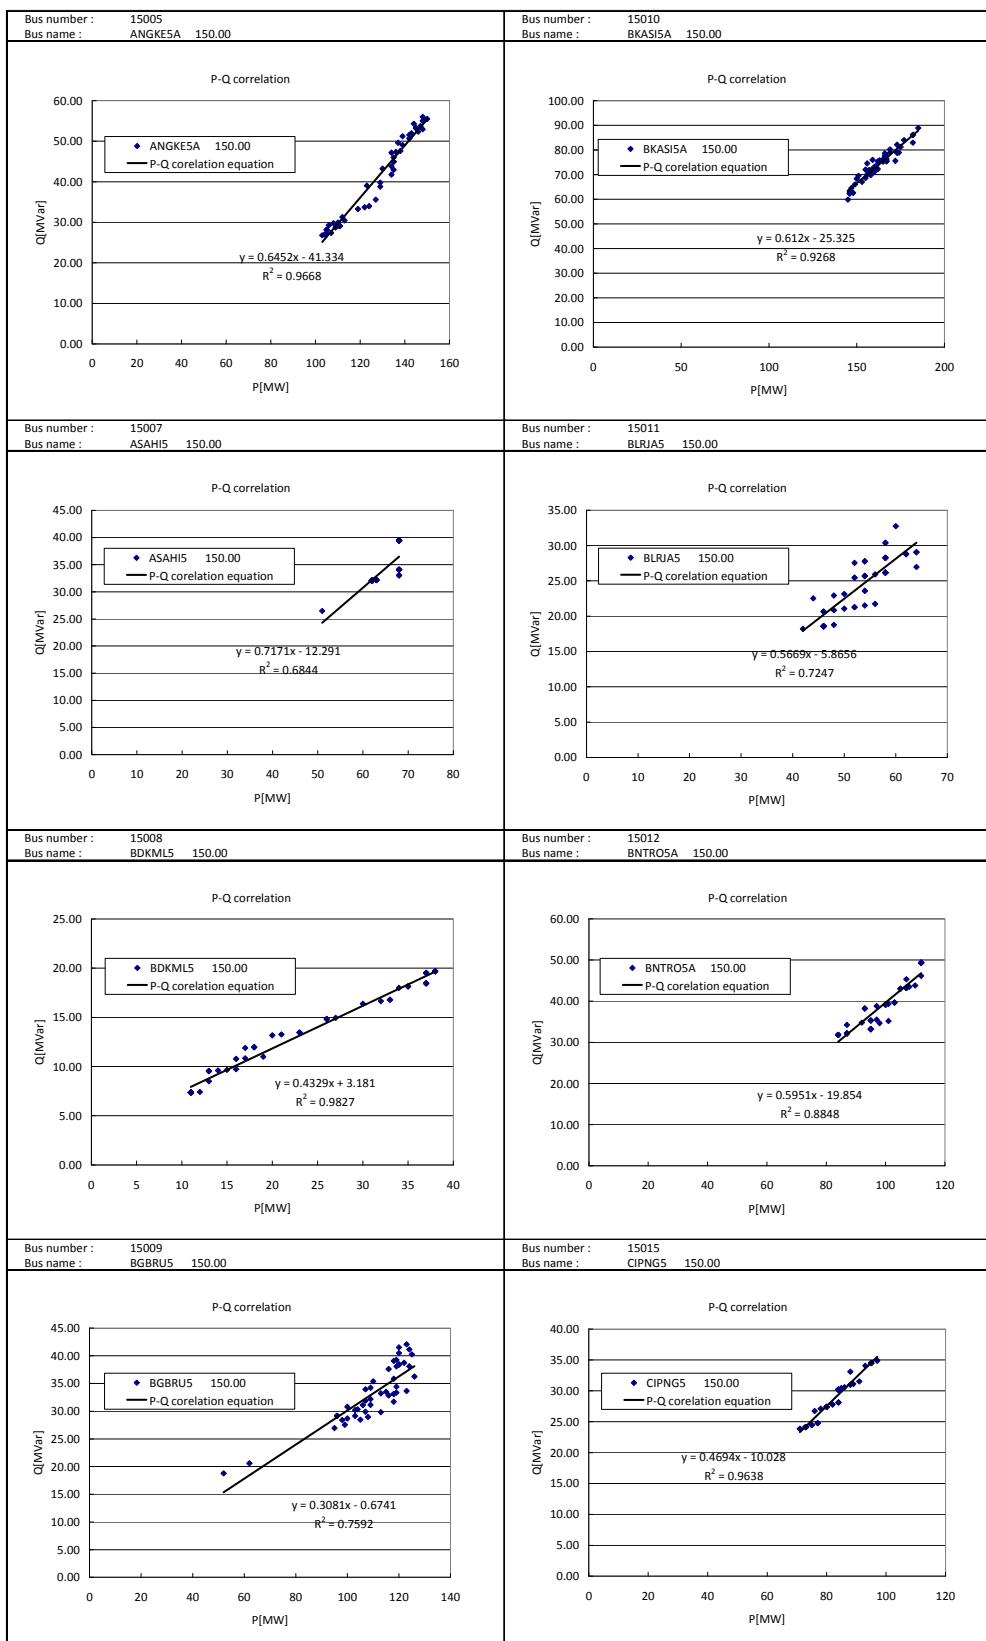 Bus number : 15005
Bus name : ANGKE5A 150.00
P-Q correlation
60.00
50.00
40.00
30.00
20.00
10.00
0.00
Q[MVar]
ANGKE5A 150.00
P-Q corelation equation
y = 0.6452x - 41.334
R² = 0.9668
0 20 40 60 80 100 120 140 160
P[MW]
Bus number : 15010
Bus name : BKASI5A 150.00
P-Q correlation
100.00
90.00
80.00
70.00
60.00
50.00
40.00
30.00
20.00
10.00
0.00
Q[MVar]
BKASI5A 150.00
P-Q corelation equation
y = 0.612x - 25.325
R² = 0.9268
0 50 100 150 200
P[MW]
Bus number : 15007
Bus name : ASAHI5 150.00
P-Q correlation
45.00
40.00
35.00
30.00
25.00
20.00
15.00
10.00
5.00
0.00
Q[MVar]
ASAHI5 150.00
P-Q corelation equation
y = 0.7171x - 12.291
R² = 0.6844
0 10 20 30 40 50 60 70 80
P[MW]
Bus number : 15011
Bus name : BLRJA5 150.00
P-Q correlation
35.00
30.00
25.00
20.00
15.00
10.00
5.00
0.00
Q[MVar]
BLRJA5 150.00
P-Q corelation equation
y = 0.5669x - 5.8656
R² = 0.7247
0 10 20 30 40 50 60 70
P[MW]
Bus number : 15008
Bus name : BDKML5 150.00
P-Q correlation
25.00
20.00
15.00
10.00
5.00
0.00
Q[MVar]
BDKML5 150.00
P-Q corelation equation
y = 0.4329x + 3.181
R² = 0.9827
0 5 10 15 20 25 30 35 40
P[MW]
Bus number : 15012
Bus name : BNTRO5A 150.00
P-Q correlation
60.00
50.00
40.00
30.00
20.00
10.00
0.00
Q[MVar]
BNTRO5A 150.00
P-Q corelation equation
y = 0.5951x - 19.854
R² = 0.8848
0 20 40 60 80 100 120
P[MW]
Bus number : 15009
Bus name : BGBRU5 150.00
P-Q correlation
45.00
40.00
35.00
30.00
25.00
20.00
15.00
10.00
5.00
0.00
Q[MVar]
BGBRU5 150.00
P-Q corelation equation
y = 0.3081x - 0.6741
R² = 0.7592
0 20 40 60 80 100 120 140
P[MW]
Bus number : 15015
Bus name : CIPNG5 150.00
P-Q correlation
40.00
35.00
30.00
25.00
20.00
15.00
10.00
5.00
0.00
Q[MVar]
CIPNG5 150.00
P-Q corelation equation
y = 0.4694x - 10.028
R² = 0.9638
0 20 40 60 80 100 120
P[MW]